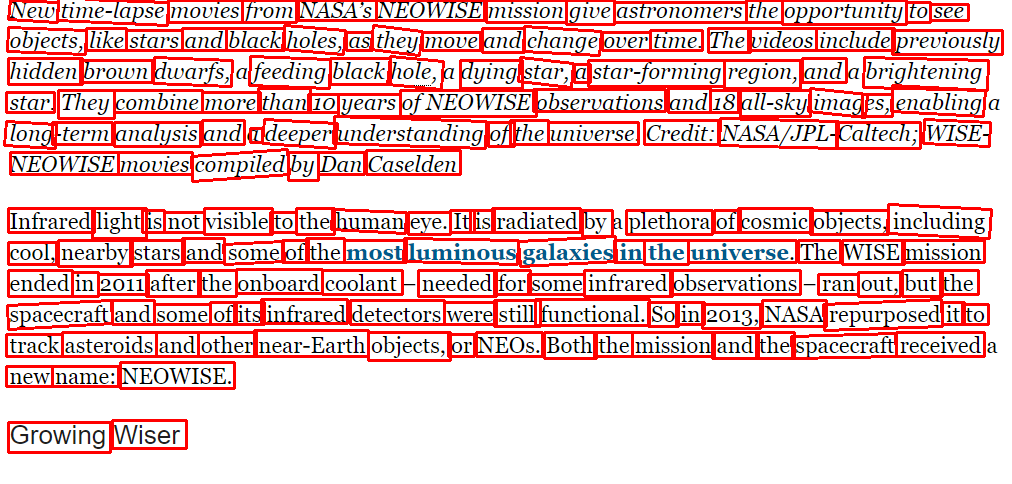 New time-lapse movies from NASA's NEOWISE mission give astronomers the opportunity to see
objects, like stars and black holes, as they move and change over time. The videos include previously
hidden brown dwarfs, a feeding black hole, a dying star, a star-forming region, and a brightening
star. They combine more than 10 years of NEOWISE observations and 18 all-sky images, enabling a
long-term analysis and a deeper understanding of the universe. Credit: NASA/JPL-Caltech; WISE-
NEOWISE movies compiled by Dan Caselden
Infrared light is not visible to the human eye. It is radiated by a plethora of cosmic objects, including
cool, nearby stars and some of the most luminous galaxies in the universe. The WISE mission
ended in 2011 after the onboard coolant – needed for some infrared observations – ran out, but the
spacecraft and some of its infrared detectors were still functional. So in 2013, NASA repurposed it to
track asteroids and other near-Earth objects, or NEOs. Both the mission and the spacecraft received a
new name: NEOWISE.
Growing Wiser